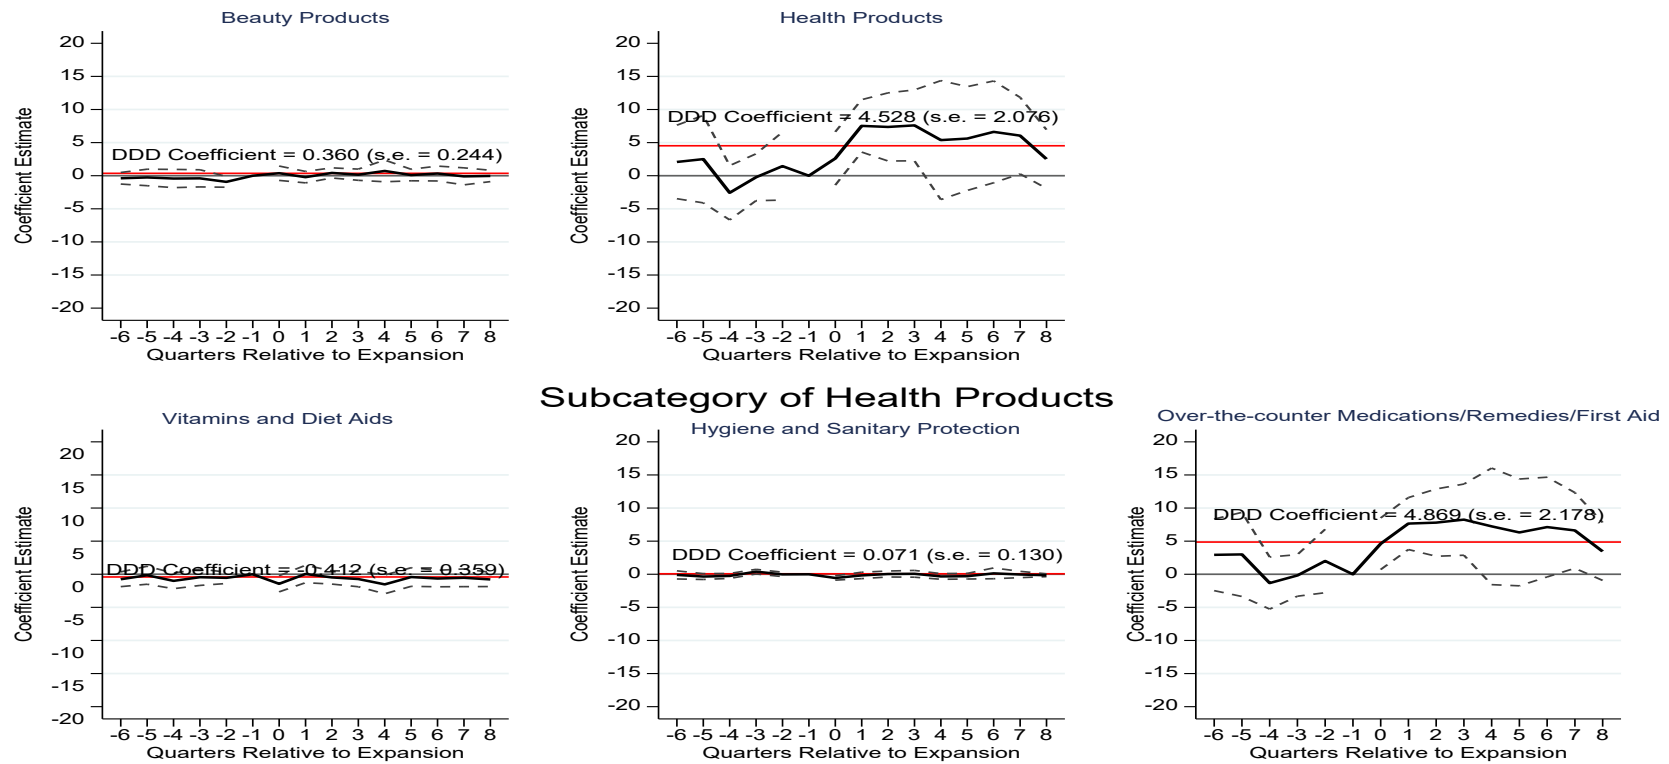 Beauty Products
Coefficient Estimate
20
15
10
5
0
-5
-10
-15
-20
DDD Coefficient = 0.360 (s.e. = 0.244)
-6 -5 -4 -3 -2 -1 0 1 2 3 4 5 6 7 8
Quarters Relative to Expansion
Health Products
Coefficient Estimate
20
15
10
5
0
-5
-10
-15
-20
DDD Coefficient = 4.528 (s.e. = 2.076)
-6 -5 -4 -3 -2 -1 0 1 2 3 4 5 6 7 8
Quarters Relative to Expansion
Subcategory of Health Products
Vitamins and Diet Aids
Coefficient Estimate
20
15
10
5
0
-5
-10
-15
-20
DDD Coefficient = -0.412 (s.e. = 0.359)
-6 -5 -4 -3 -2 -1 0 1 2 3 4 5 6 7 8
Quarters Relative to Expansion
Hygiene and Sanitary Protection
Coefficient Estimate
20
15
10
5
0
-5
-10
-15
-20
DDD Coefficient = 0.071 (s.e. = 0.130)
-6 -5 -4 -3 -2 -1 0 1 2 3 4 5 6 7 8
Quarters Relative to Expansion
Over-the-counter Medications/Remedies/First Aid
Coefficient Estimate
20
15
10
5
0
-5
-10
-15
-20
DDD Coefficient = 4.869 (s.e. = 2.178)
-6 -5 -4 -3 -2 -1 0 1 2 3 4 5 6 7 8
Quarters Relative to Expansion